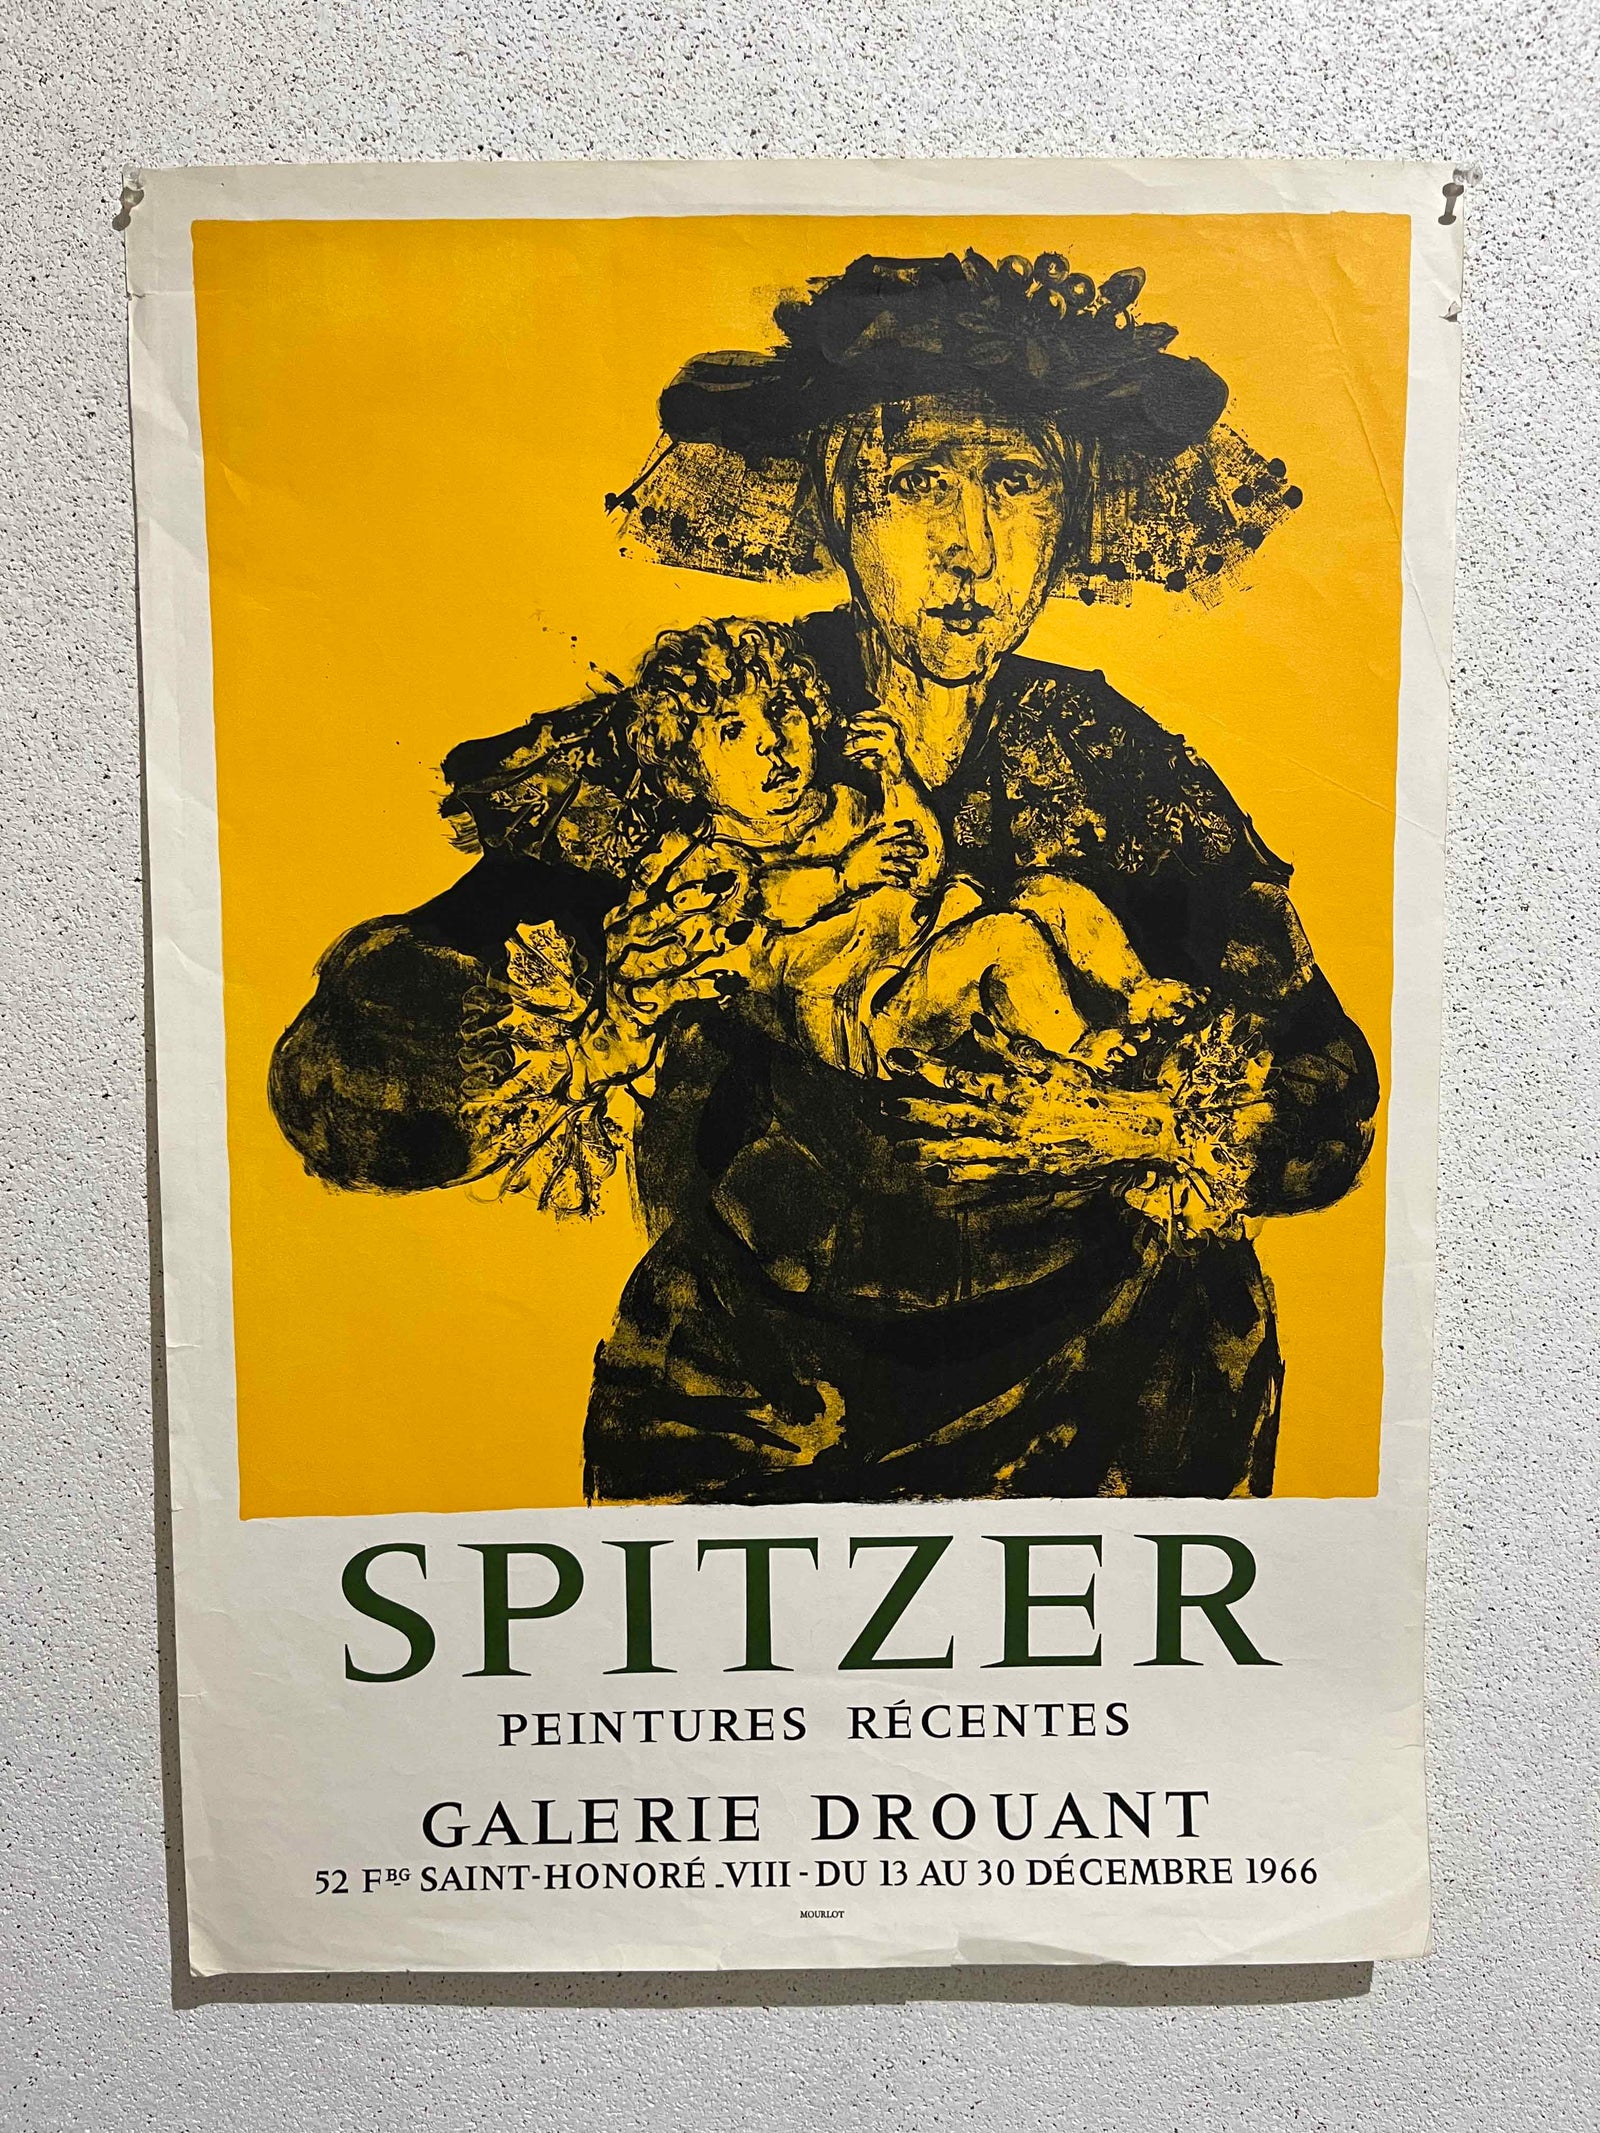 SPITZER
PEINTURES RÉCENTES
GALERIE DROUANT
52 FBG SAINT-HONORÉ - VIII - DU 13 AU 30 DÉCEMBRE 1966
MOURLOT